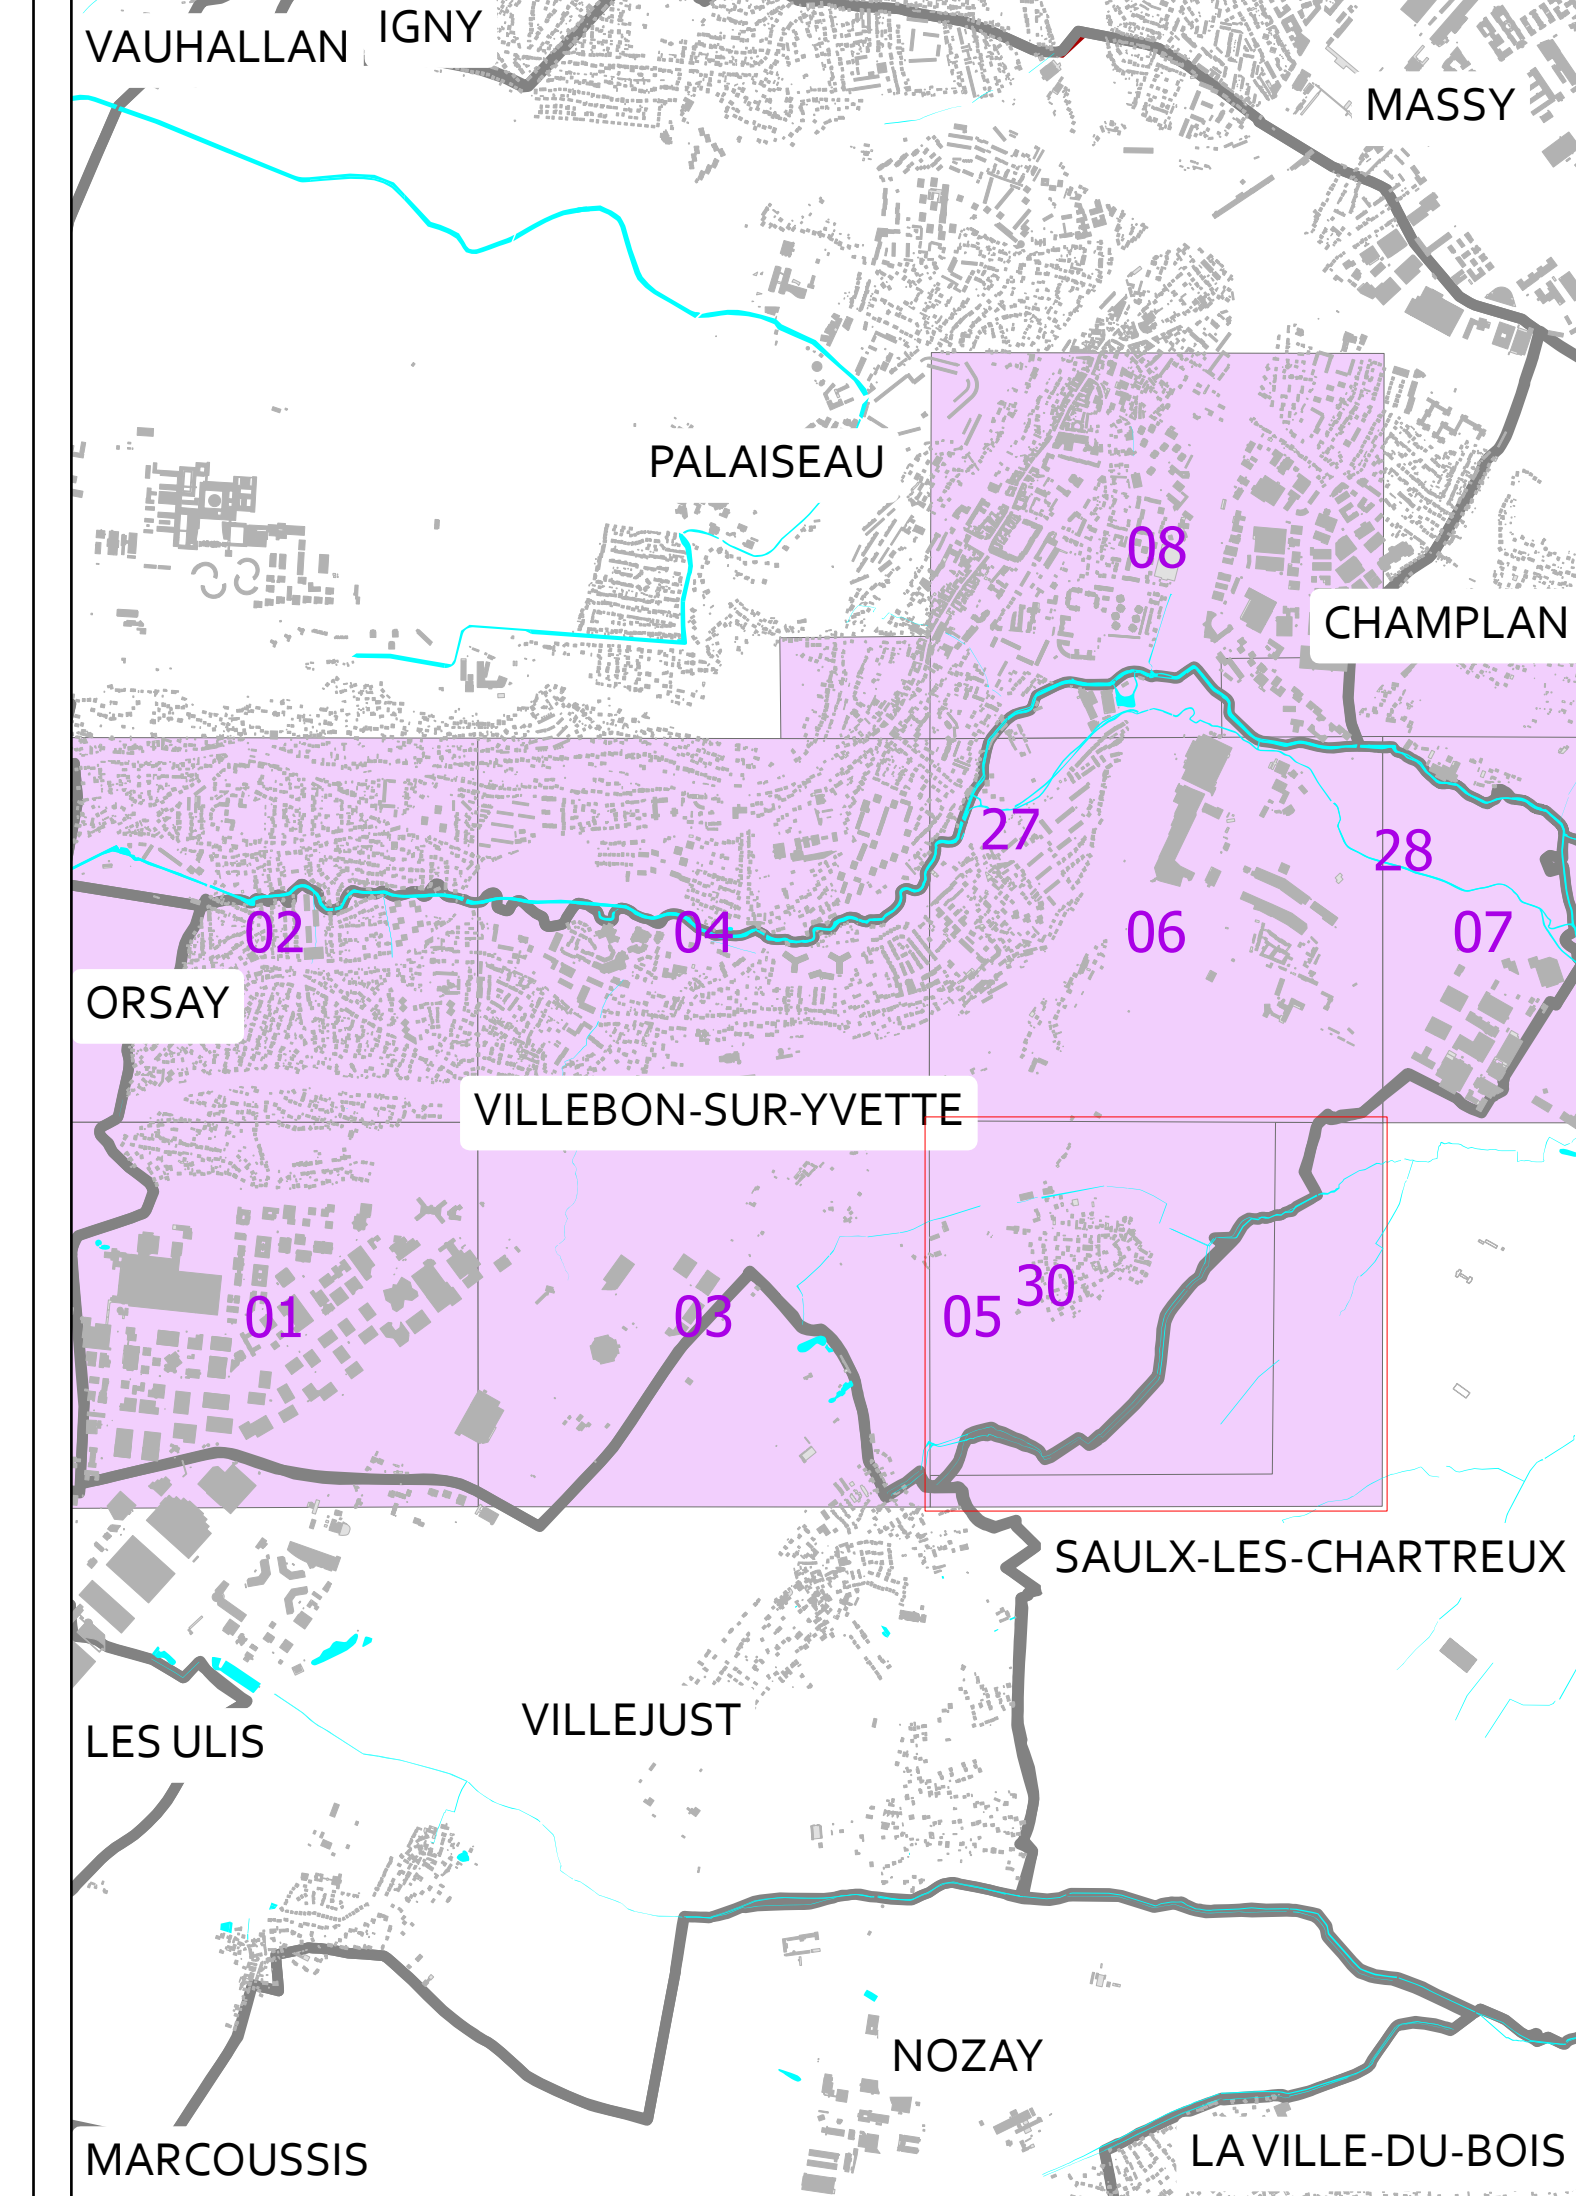 IGNY
VAUHALLAN
MASSY
PALAISEAU
08
CHAMPLAN
27
28
02
04
06
07
ORSAY
VILLEBON-SUR-YVETTE
30
01
03
05
SAULX-LES-CHARTREUX
VILLEJUST
LES ULIS
NOZAY
LA VILLE-DU-BOIS
MARCOUSSIS